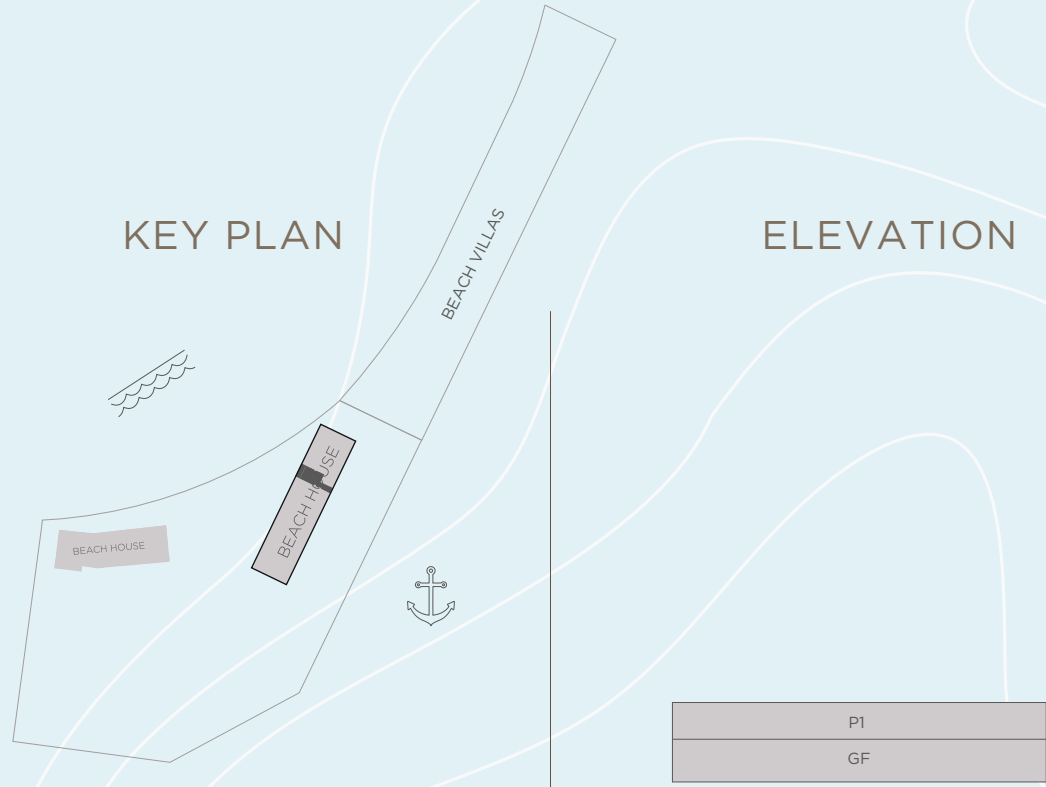 KEY PLAN
ELEVATION
BEACH VILLAS
BEACH HOUSE
BEACH HOUSE
P1
GF